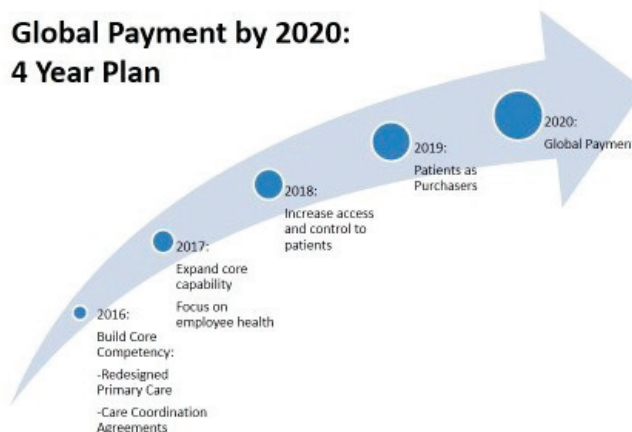 Global Payment by 2020:
4 Year Plan
2016:
Build Core
Competency:
-Redesigned
Primary Care
-Care Coordination
Agreements
2017:
Expand core
capability
Focus on
employee health
2018:
Increase access
and control to
patients
2019:
Patients as
Purchasers
2020:
Global Payment